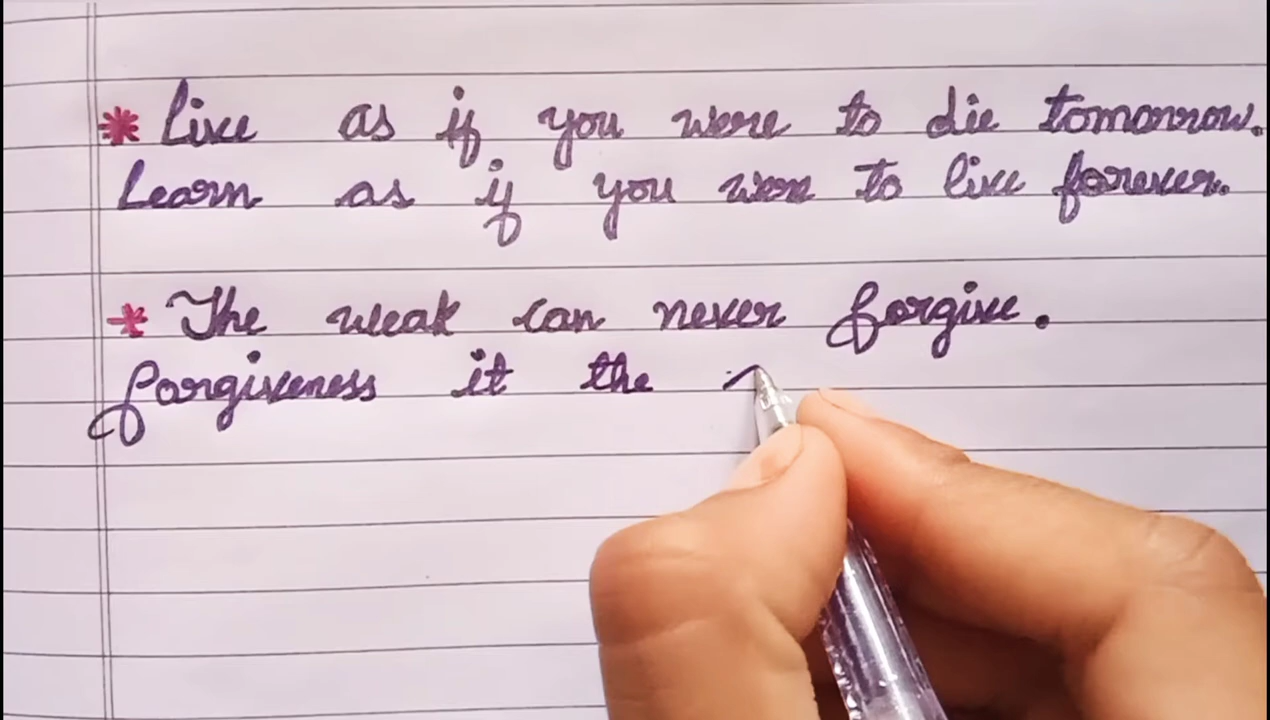 * Live as if you were to die tomorrow.
Learn as if you were to live forever.
* The weak can never forgive.
Forgiveness it the